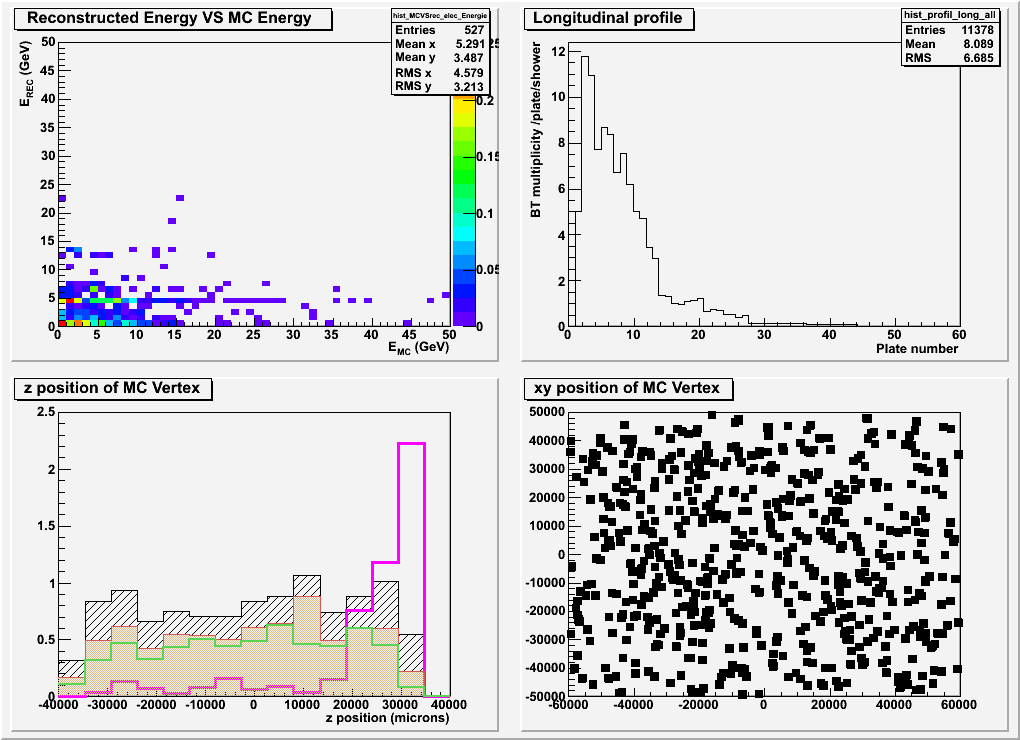 Reconstructed Energy VS MC Energy
hist_MCVSrec_elec_Energie
Entries 527
Mean x 5.291
Mean y 3.487
RMS x 4.579
RMS y 3.213
E_REC (GeV)
50
45
40
35
30
25
20
15
10
5
0
0 5 10 15 20 25 30 35 40 45 50
E_MC (GeV)
25
0.2
0.15
0.1
0.05
0
Longitudinal profile
hist_profil_long_all
Entries 11378
Mean 8.089
RMS 6.685
BT multiplicity /plate/shower
12
10
8
6
4
2
0
0 10 20 30 40 50 60
Plate number
z position of MC Vertex
2.5
2
1.5
1
0.5
0
-40000 -30000 -20000 -10000 0 10000 20000 30000 40000
z position (microns)
xy position of MC Vertex
50000
40000
30000
20000
10000
0
-10000
-20000
-30000
-40000
-50000
-60000 -40000 -20000 0 20000 40000 60000